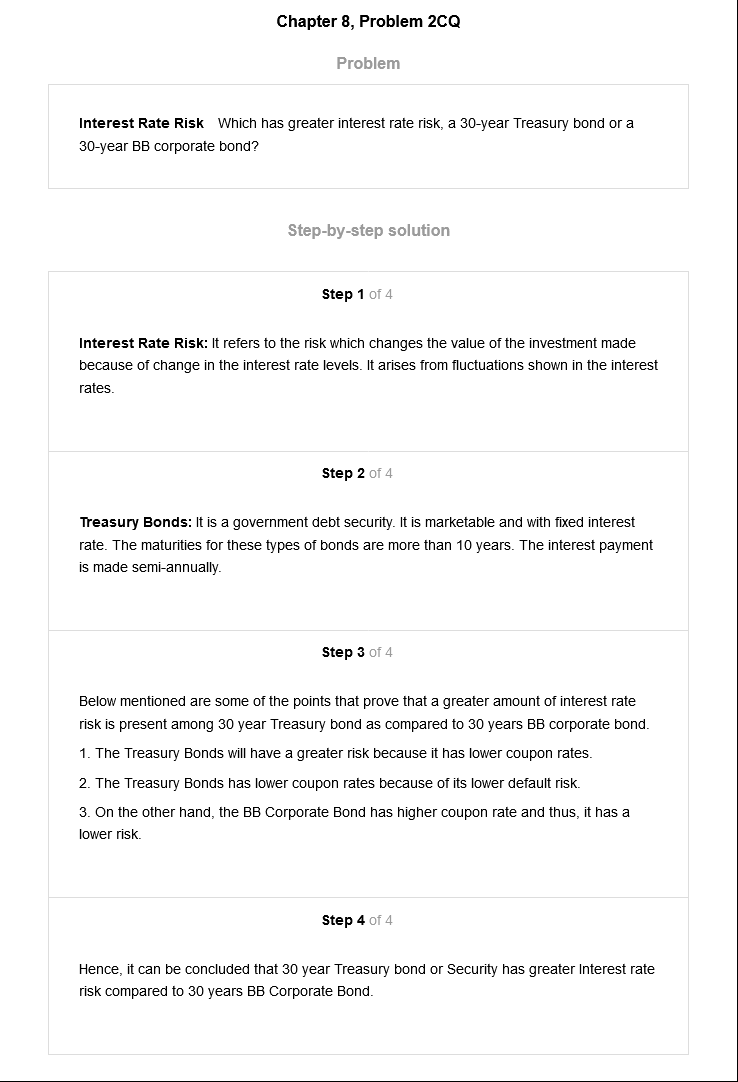 Chapter 8, Problem 2CQ
Problem
Interest Rate Risk Which has greater interest rate risk, a 30-year Treasury bond or a
30-year BB corporate bond?
Step-by-step solution
Step 1 of 4
Interest Rate Risk: It refers to the risk which changes the value of the investment made
because of change in the interest rate levels. It arises from fluctuations shown in the interest
rates.
Step 2 of 4
Treasury Bonds: It is a government debt security. It is marketable and with fixed interest
rate. The maturities for these types of bonds are more than 10 years. The interest payment
is made semi-annually.
Step 3 of 4
Below mentioned are some of the points that prove that a greater amount of interest rate
risk is present among 30 year Treasury bond as compared to 30 years BB corporate bond.
1. The Treasury Bonds will have a greater risk because it has lower coupon rates.
2. The Treasury Bonds has lower coupon rates because of its lower default risk.
3. On the other hand, the BB Corporate Bond has higher coupon rate and thus, it has a
lower risk.
Step 4 of 4
Hence, it can be concluded that 30 year Treasury bond or Security has greater Interest rate
risk compared to 30 years BB Corporate Bond.